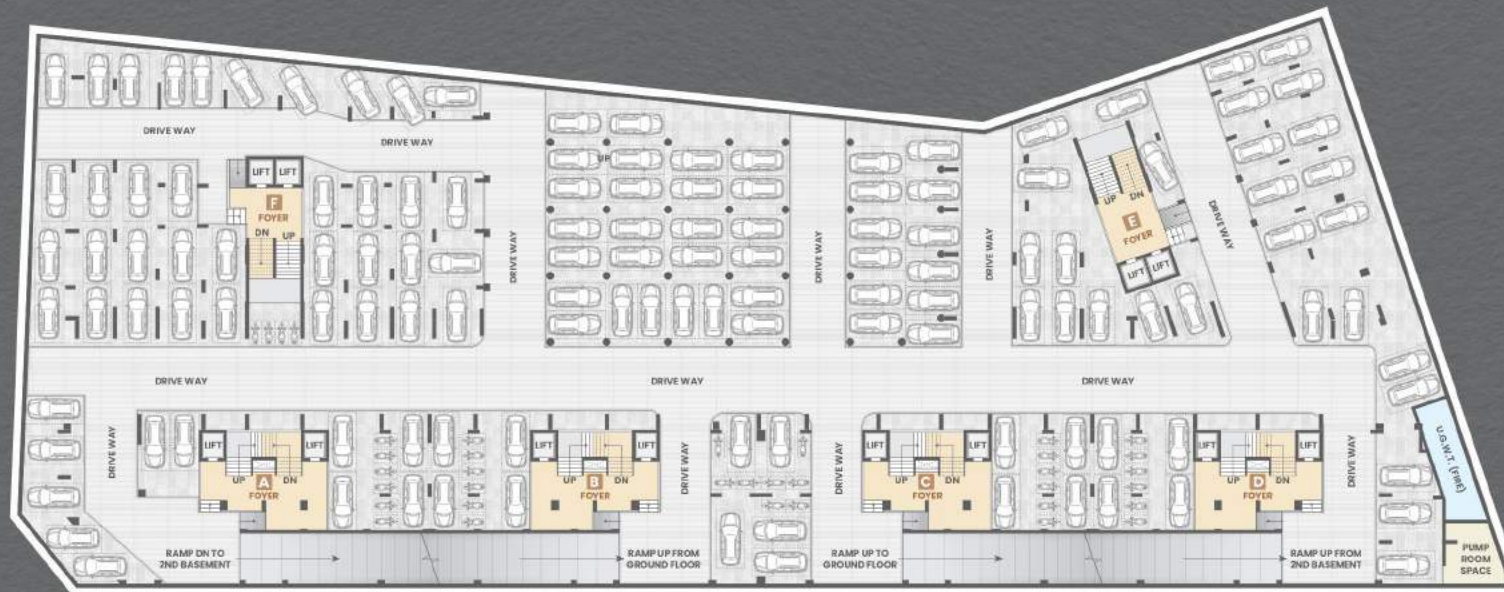 DRIVE WAY
DRIVE WAY
UP
LIFT
LIFT
F
FOYER
DN
UP
DRIVE WAY
DRIVE WAY
DRIVE WAY
UP
DN
E
FOYER
LIFT
LIFT
DRIVE WAY
DRIVE WAY
DRIVE WAY
DRIVE WAY
DRIVE WAY
LIFT
LIFT
UP
DN
A
FOYER
LIFT
LIFT
UP
DN
B
FOYER
DRIVE WAY
DRIVE WAY
LIFT
LIFT
UP
DN
C
FOYER
LIFT
LIFT
UP
DN
D
FOYER
DRIVE WAY
U.G.W.T. (FIRE)
RAMP DN TO
2ND BASEMENT
RAMP UP FROM
GROUND FLOOR
RAMP UP TO
GROUND FLOOR
RAMP UP FROM
2ND BASEMENT
PUMP
ROOM
SPACE